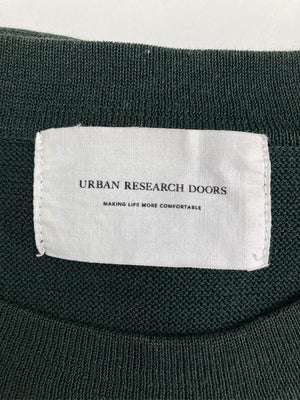 URBAN RESEARCH DOORS
MAKING LIFE MORE COMFORTABLE